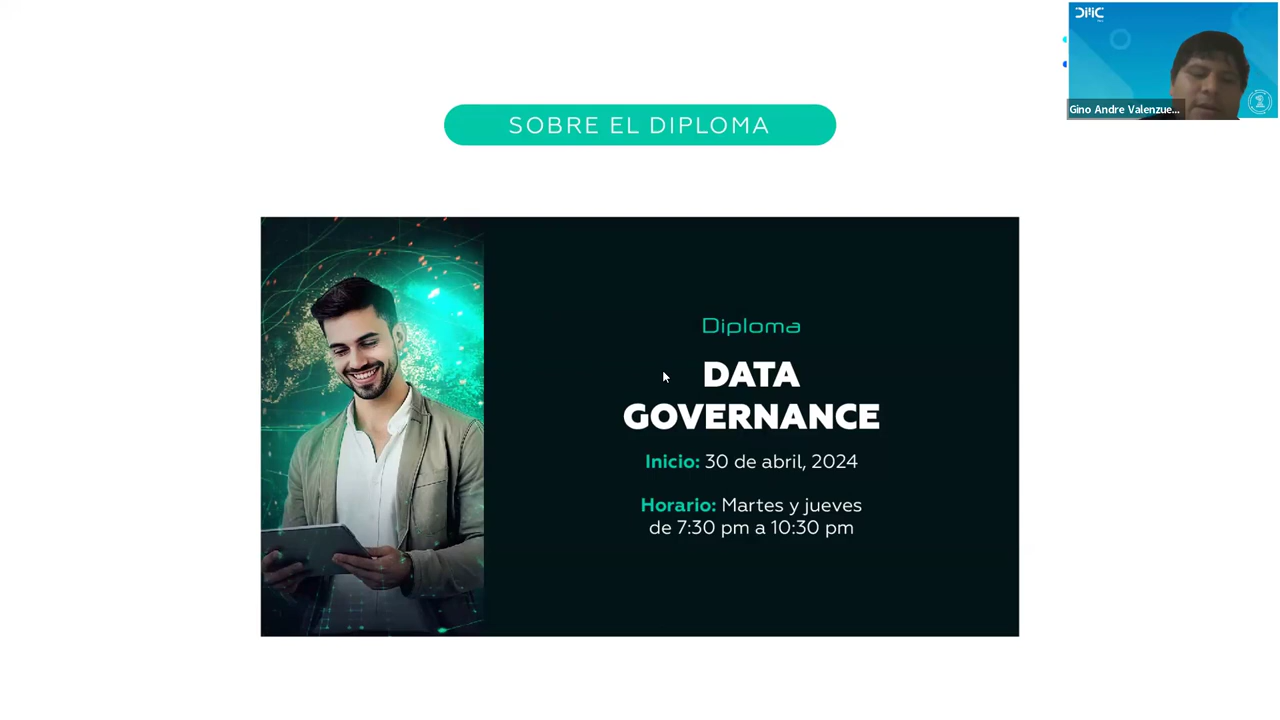 DMC
Gino Andre Valenzue...
SOBRE EL DIPLOMA
Diploma
DATA
GOVERNANCE
Inicio: 30 de abril, 2024
Horario: Martes y jueves
de 7:30 pm a 10:30 pm